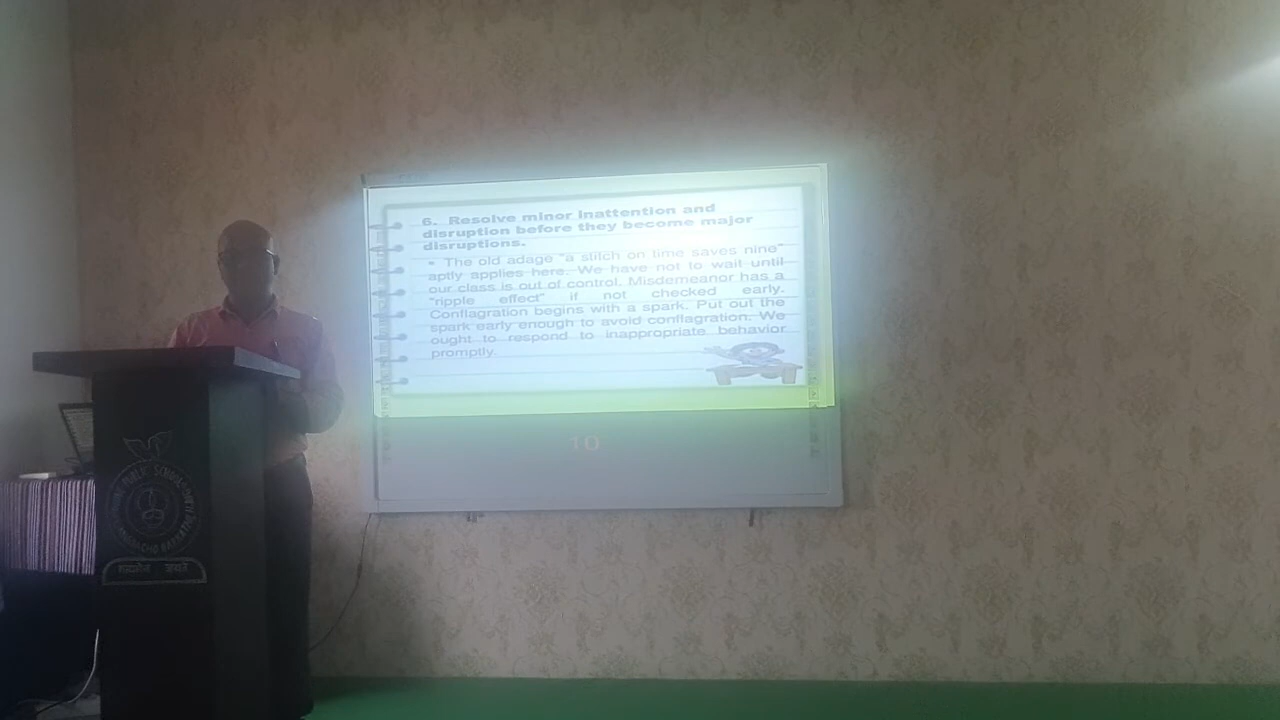 6. Resolve minor inattention and
disruption before they become major
disruptions.
• The old adage "a stitch on time saves nine"
aptly applies here. We have not to wait until
our class is out of control. Misdemeanor has a
"ripple effect" if not checked early.
Conflagration begins with a spark. Put out the
spark early enough to avoid conflagration. We
ought to respond to inappropriate behavior
promptly.
10
PUBLIC SCHOOL